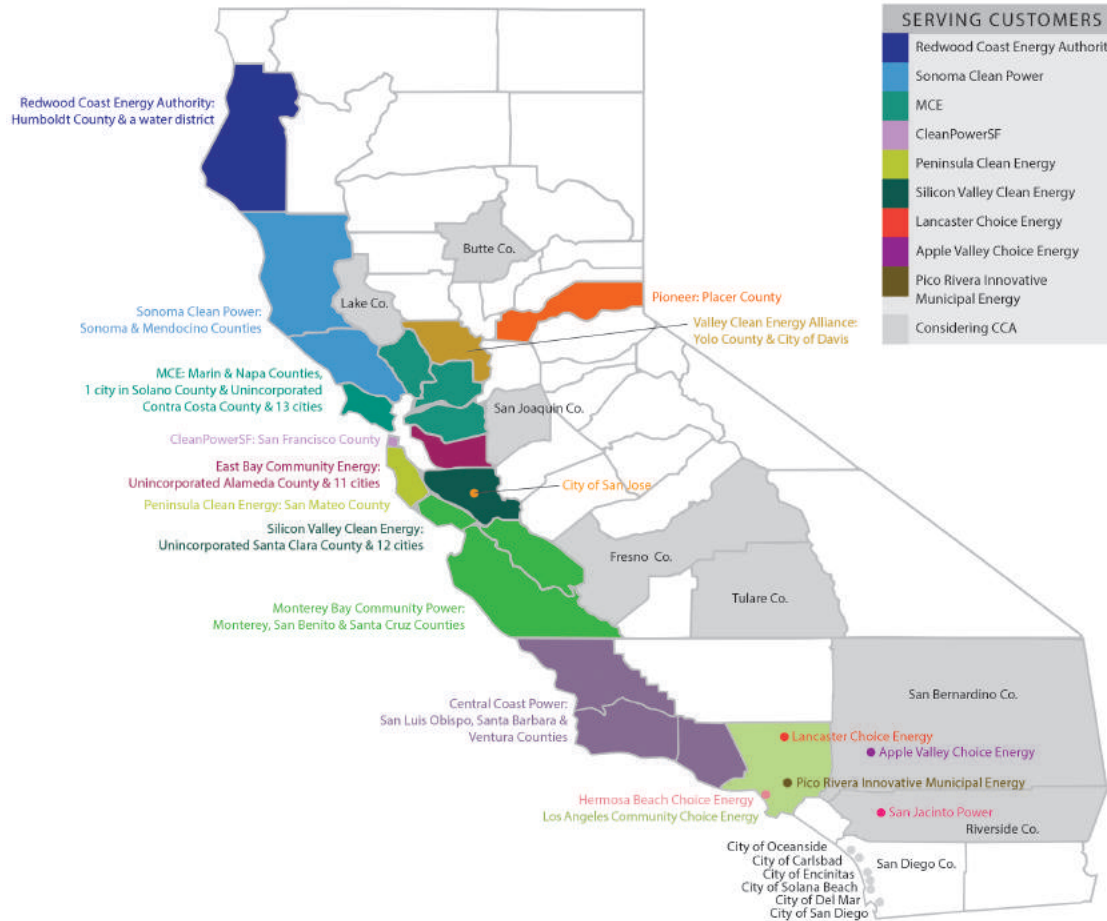 SERVING CUSTOMERS
Redwood Coast Energy Authorit
Sonoma Clean Power
MCE
CleanPowerSF
Peninsula Clean Energy
Silicon Valley Clean Energy
Lancaster Choice Energy
Apple Valley Choice Energy
Pico Rivera Innovative
Municipal Energy
Considering CCA
Redwood Coast Energy Authority:
Humboldt County & a water district
Butte Co.
Lake Co.
Pioneer: Placer County
Sonoma Clean Power:
Sonoma & Mendocino Counties
Valley Clean Energy Alliance:
Yolo County & City of Davis
MCE: Marin & Napa Counties,
1 city in Solano County & Unincorporated
Contra Costa County & 13 cities
San Joaquin Co.
CleanPowerSF: San Francisco County
East Bay Community Energy:
Unincorporated Alameda County & 11 cities
City of San Jose
Peninsula Clean Energy: San Mateo County
Silicon Valley Clean Energy:
Unincorporated Santa Clara County & 12 cities
Fresno Co.
Tulare Co.
Monterey Bay Community Power:
Monterey, San Benito & Santa Cruz Counties
San Bernardino Co.
Central Coast Power:
San Luis Obispo, Santa Barbara &
Ventura Counties
Lancaster Choice Energy
Apple Valley Choice Energy
Pico Rivera Innovative Municipal Energy
Hermosa Beach Choice Energy
Los Angeles Community Choice Energy
San Jacinto Power
Riverside Co.
City of Oceanside
City of Carlsbad
City of Encinitas
City of Solana Beach
City of Del Mar
City of San Diego
San Diego Co.